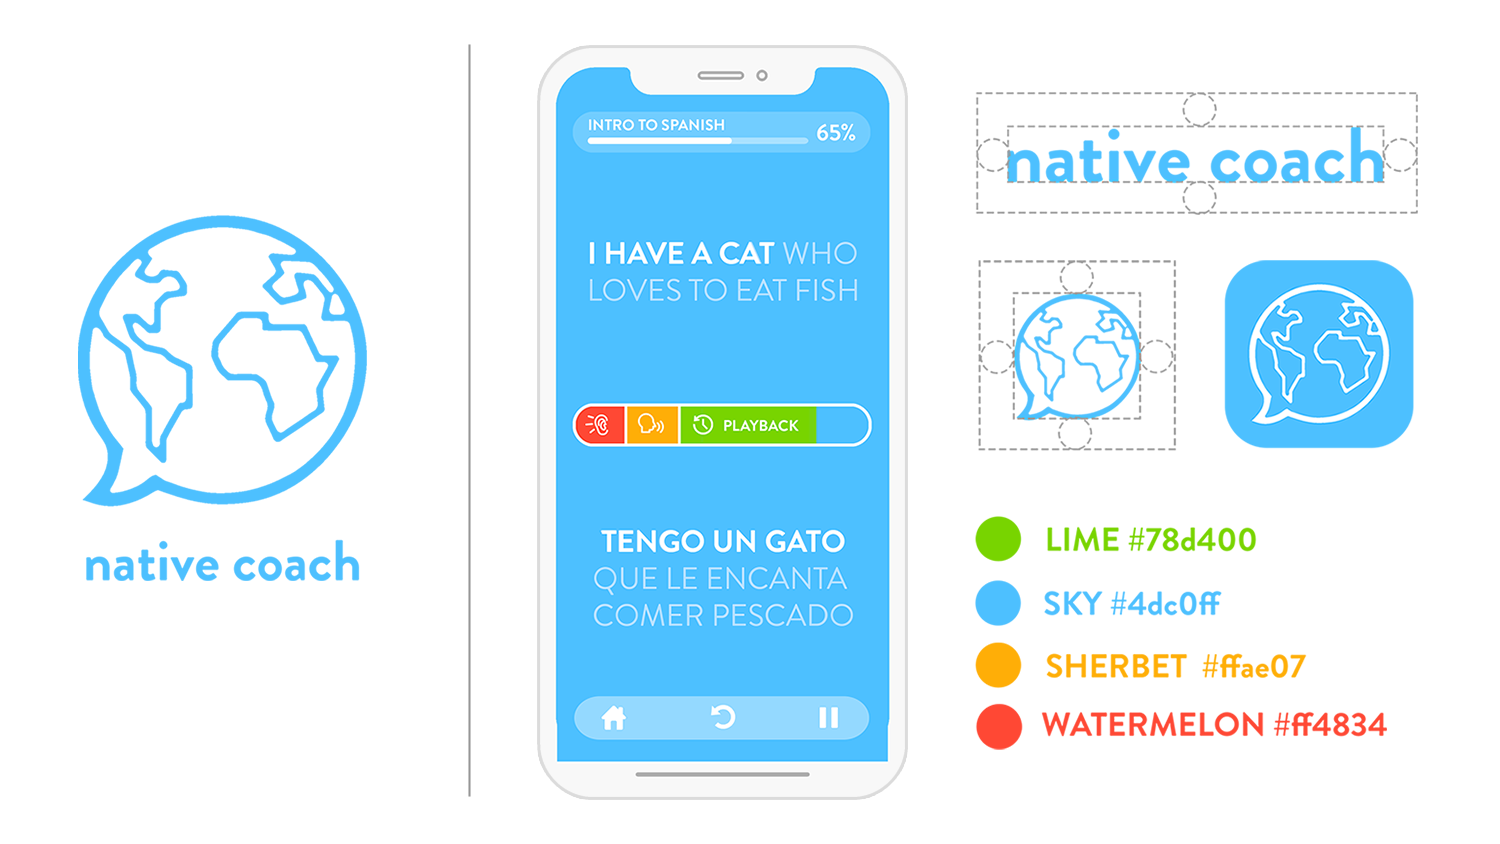 native coach
INTRO TO SPANISH
65%
I HAVE A CAT WHO
LOVES TO EAT FISH
PLAYBACK
TENGO UN GATO
QUE LE ENCANTA
COMER PESCADO
native coach
LIME #78d400
SKY #4dc0ff
SHERBET #ffae07
WATERMELON #ff4834